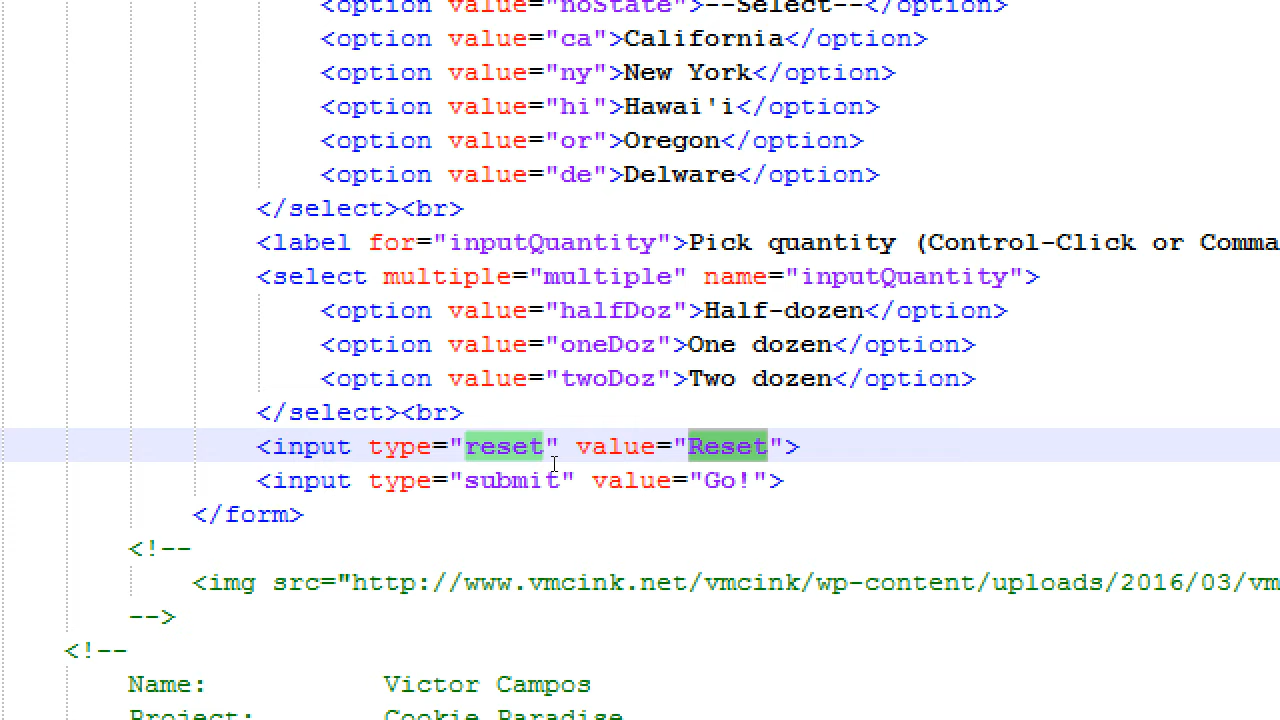 <option value="noState">--Select--</option>
<option value="ca">California</option>
<option value="ny">New York</option>
<option value="hi">Hawai'i</option>
<option value="or">Oregon</option>
<option value="de">Delware</option>
</select><br>
<label for="inputQuantity">Pick quantity (Control-Click or Comma
<select multiple="multiple" name="inputQuantity">
<option value="halfDoz">Half-dozen</option>
<option value="oneDoz">One dozen</option>
<option value="twoDoz">Two dozen</option>
</select><br>
<input type="reset" value="Reset">
<input type="submit" value="Go!">
</form>
<!--
<img src="http://www.vmcink.net/vmcink/wp-content/uploads/2016/03/vm
-->
<!--
Name: Victor Campos
Project: Cookie Paradise